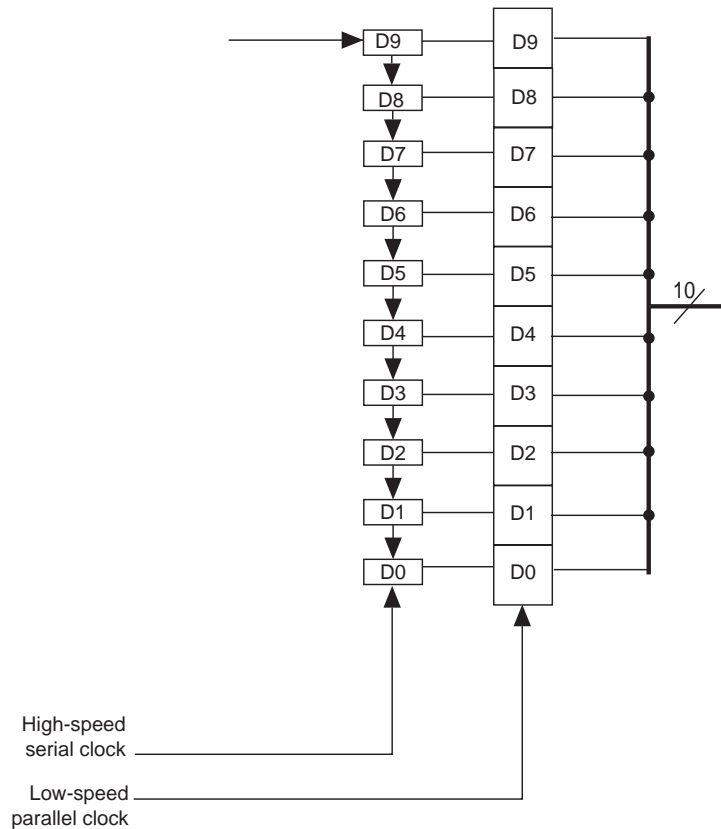 D9 D9
D8 D8
D7 D7
D6 D6
D5 D5
10
D4 D4
D3 D3
D2 D2
D1 D1
D0 D0
High-speed
serial clock
Low-speed
parallel clock